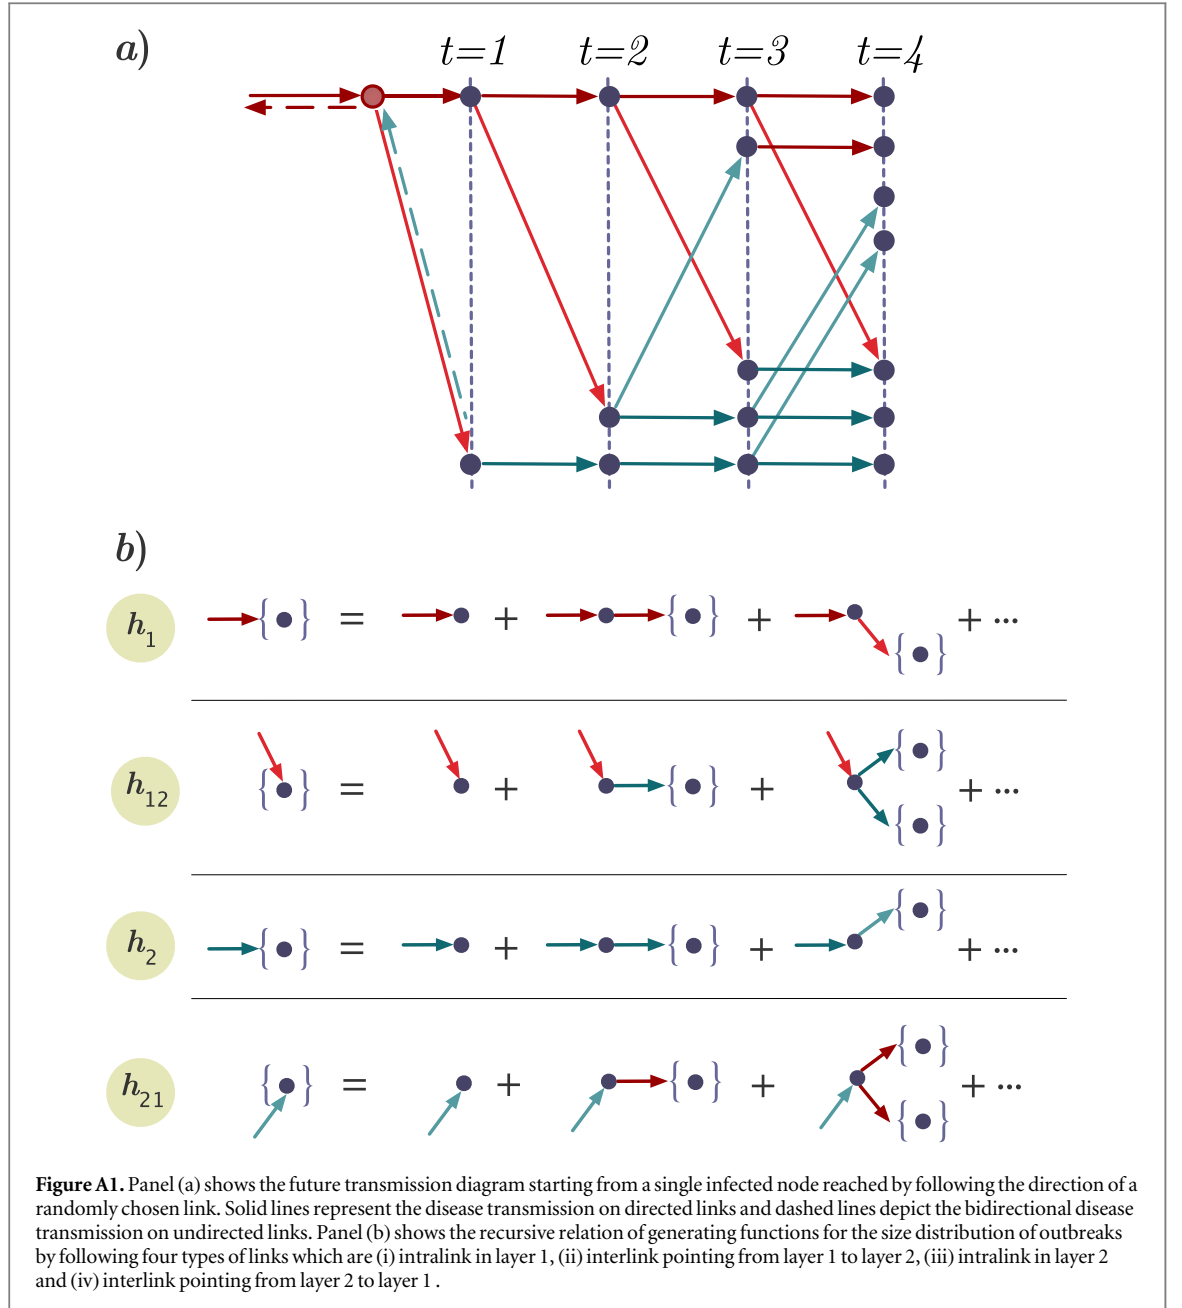 a)
t=1 t=2 t=3 t=4
b)
h1 { } = + { } + { } + ...
h12 { } = + { } + { } { } + ...
h2 { } = + { } + { } + ...
h21 { } = + { } + { } { } + ...
Figure A1. Panel (a) shows the future transmission diagram starting from a single infected node reached by following the direction of a
randomly chosen link. Solid lines represent the disease transmission on directed links and dashed lines depict the bidirectional disease
transmission on undirected links. Panel (b) shows the recursive relation of generating functions for the size distribution of outbreaks
by following four types of links which are (i) intralink in layer 1, (ii) interlink pointing from layer 1 to layer 2, (iii) intralink in layer 2
and (iv) interlink pointing from layer 2 to layer 1 .